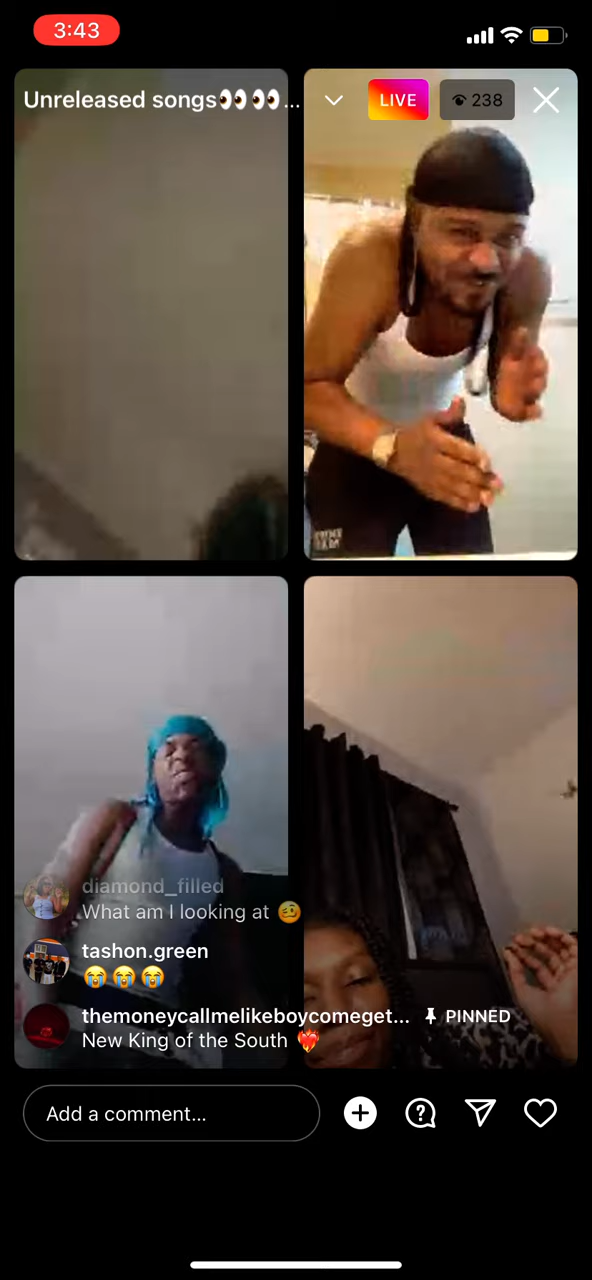 3:43
Unreleased songs👀👀...
LIVE
238
diamond_filled
What am I looking at 🥴
tashon.green
😭😭😭
themoneycallmelikeboycomeget... PINNED
New King of the South ❤️‍🔥
Add a comment...